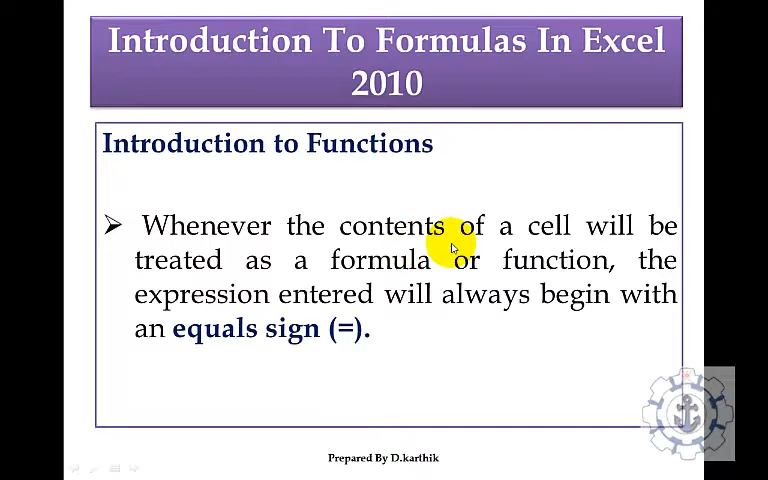 Introduction To Formulas In Excel
2010
Introduction to Functions
➢ Whenever the contents of a cell will be
treated as a formula or function, the
expression entered will always begin with
an equals sign (=).
Prepared By D.karthik